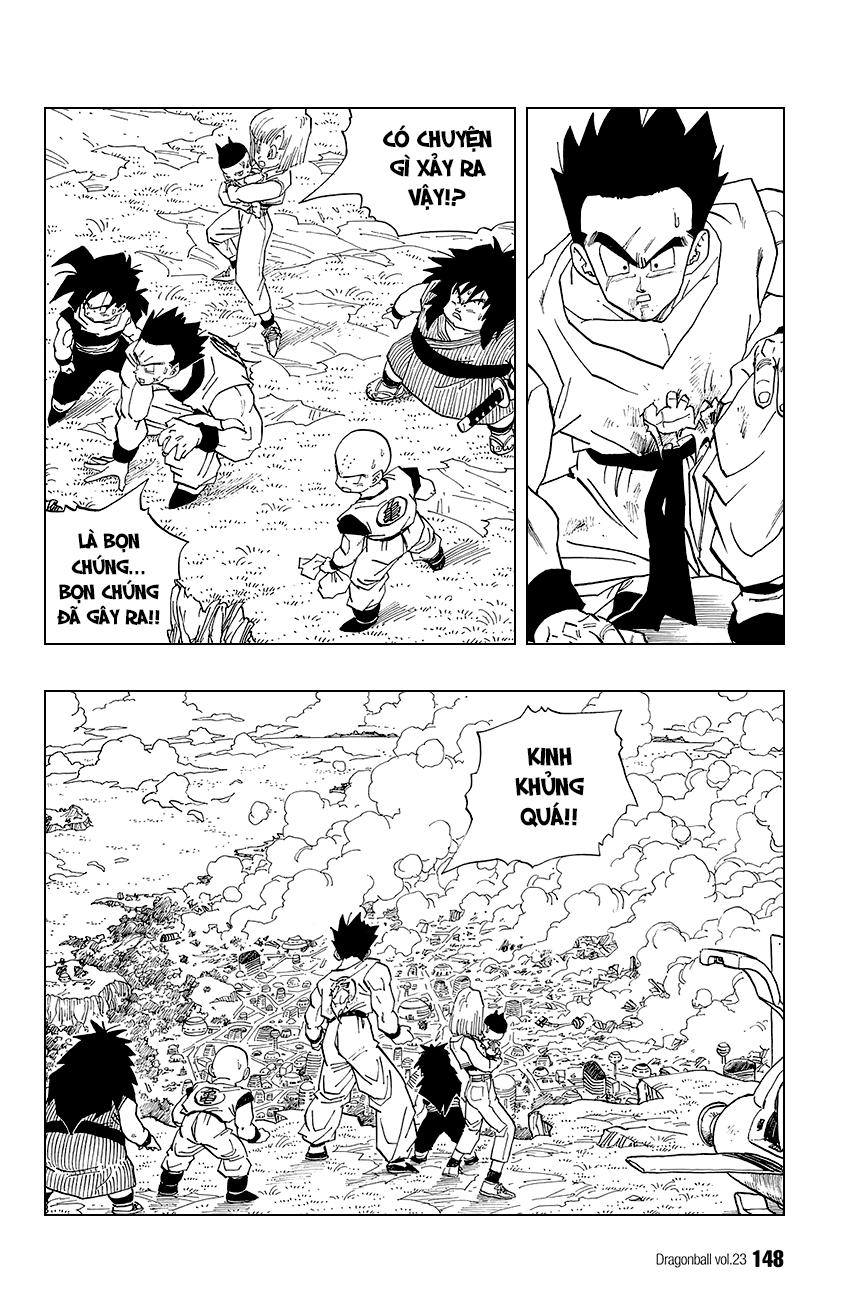 CÓ CHUYỆN
GÌ XẢY RA
VẬY!?
LÀ BỌN
CHÚNG...
BỌN CHÚNG
ĐÃ GÂY RA!!
KINH
KHỦNG
QUÁ!!
Dragonball vol.23 148